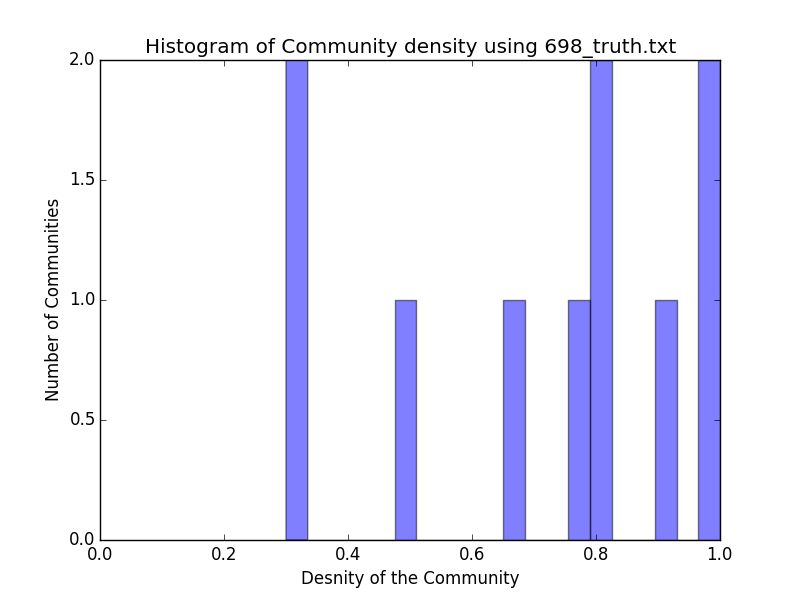 Histogram of Community density using 698_truth.txt
2.0
1.5
1.0
0.5
0.0
Number of Communities
0.0 0.2 0.4 0.6 0.8 1.0
Desnity of the Community